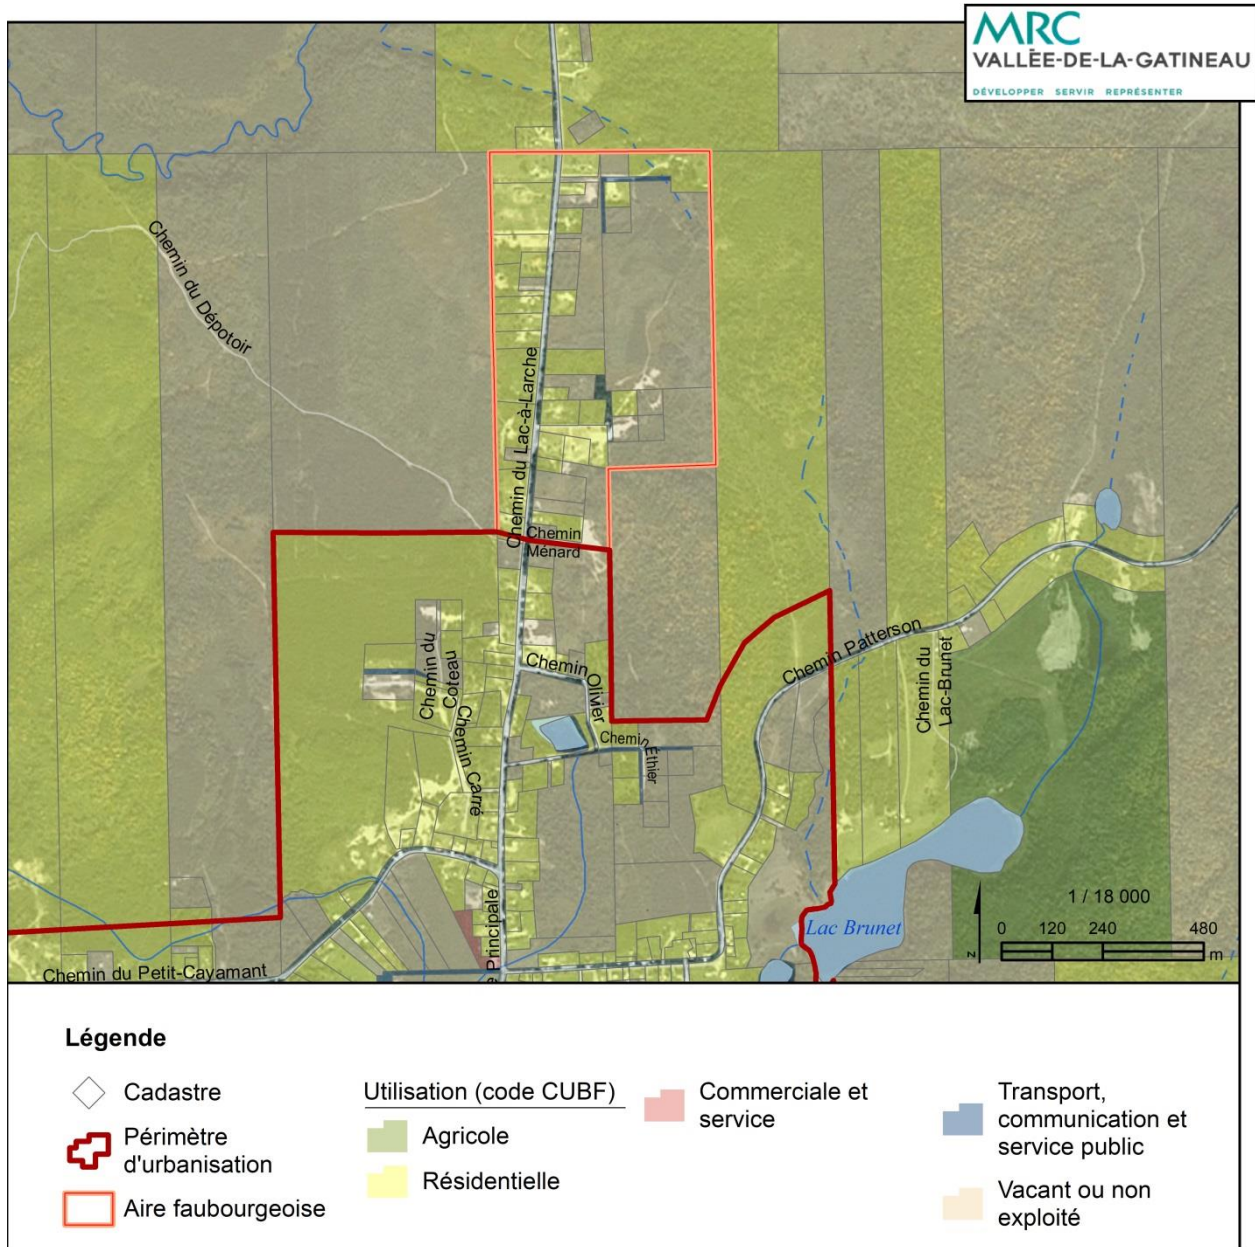 MRC
VALLÉE-DE-LA-GATINEAU
DÉVELOPPER SERVIR REPRÉSENTER
Chemin du Dépotoir
Chemin du Lac-à-Larche
Chemin
Ménard
Chemin Patterson
Chemin du
Lac-Brunet
Chemin du
Coteau
Chemin Olivier
Chemin Éthier
Chemin Carré
Principale
Chemin du Petit-Cayamant
Lac Brunet
1 / 18 000
0 120 240 480
m
z
Légende
Cadastre
Périmètre
d'urbanisation
Aire faubourgeoise
Utilisation (code CUBF)
Agricole
Résidentielle
Commerciale et
service
Transport,
communication et
service public
Vacant ou non
exploité